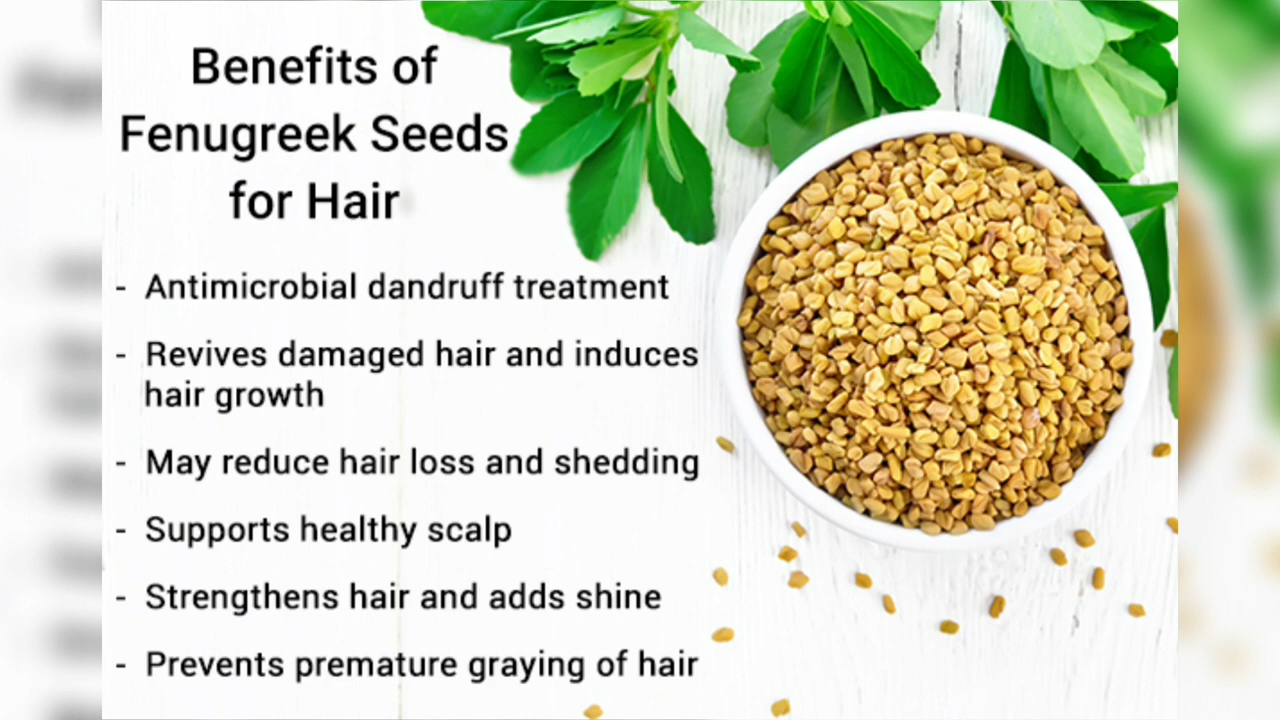 Benefits of
Fenugreek Seeds
for Hair
- Antimicrobial dandruff treatment
- Revives damaged hair and induces
hair growth
- May reduce hair loss and shedding
- Supports healthy scalp
- Strengthens hair and adds shine
- Prevents premature graying of hair